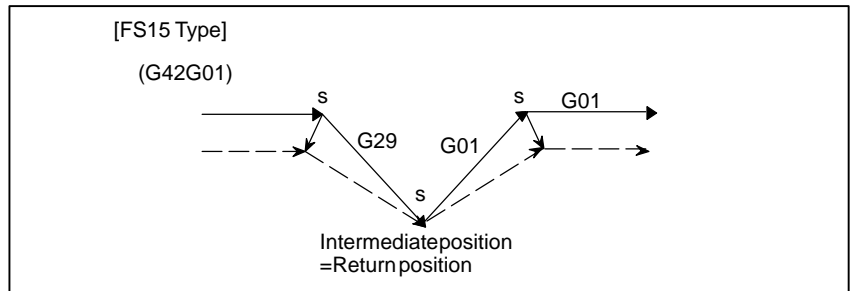 [FS15 Type]
(G42G01)
s
s
G01
G29
G01
s
Intermediateposition
=Returnposition